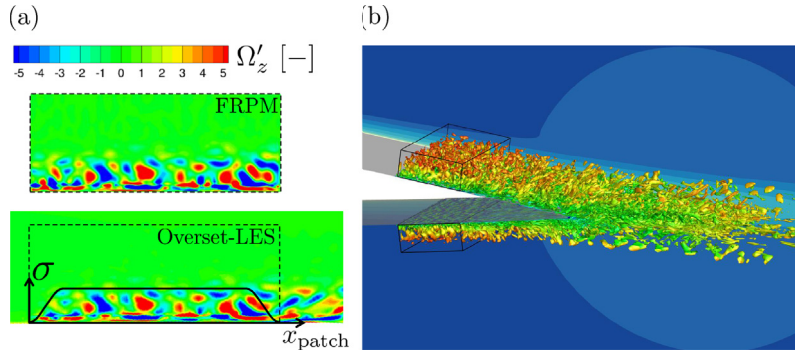 (a)
(b)
Ω′z [−]
-5 -4 -3 -2 -1 0 1 2 3 4 5
FRPM
Overset-LES
σ
xpatch